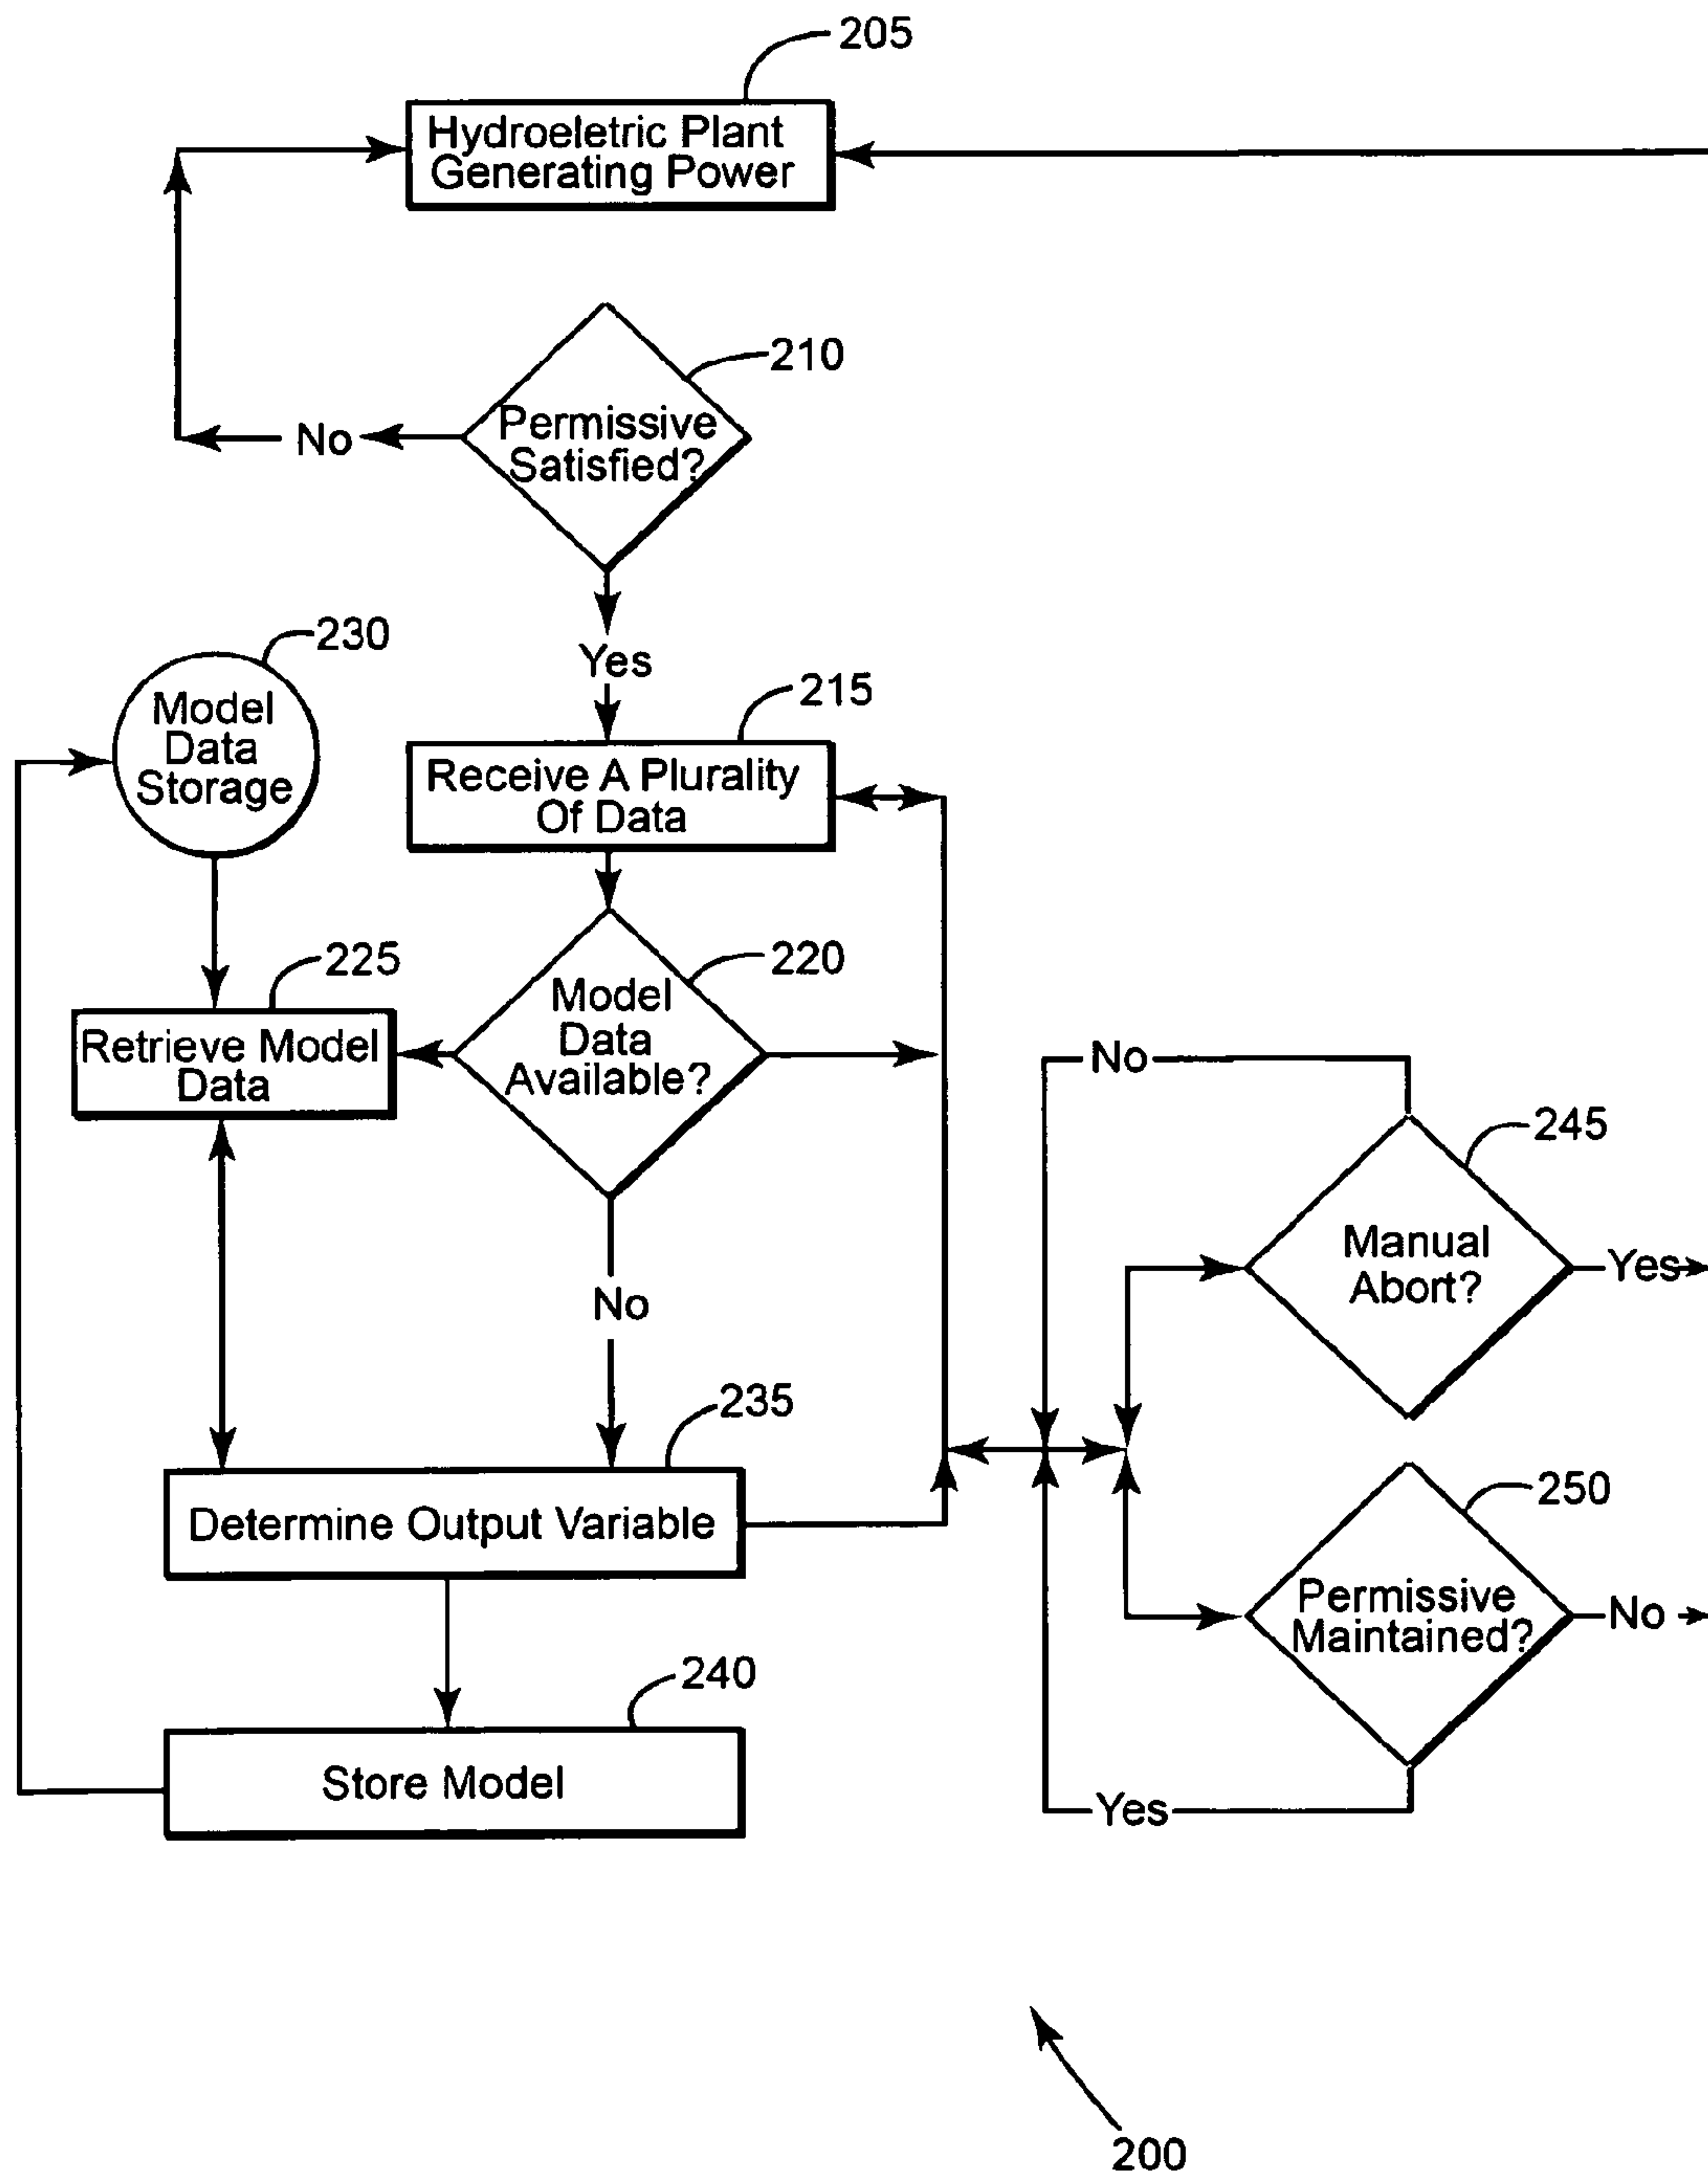 205
Hydroeletric Plant
Generating Power
210
Permissive
Satisfied?
No
Yes
230
Model
Data
Storage
215
Receive A Plurality
Of Data
225
Retrieve Model
Data
220
Model
Data
Available?
No
No
245
Manual
Abort?
Yes
235
Determine Output Variable
250
Permissive
Maintained?
No
Yes
240
Store Model
200